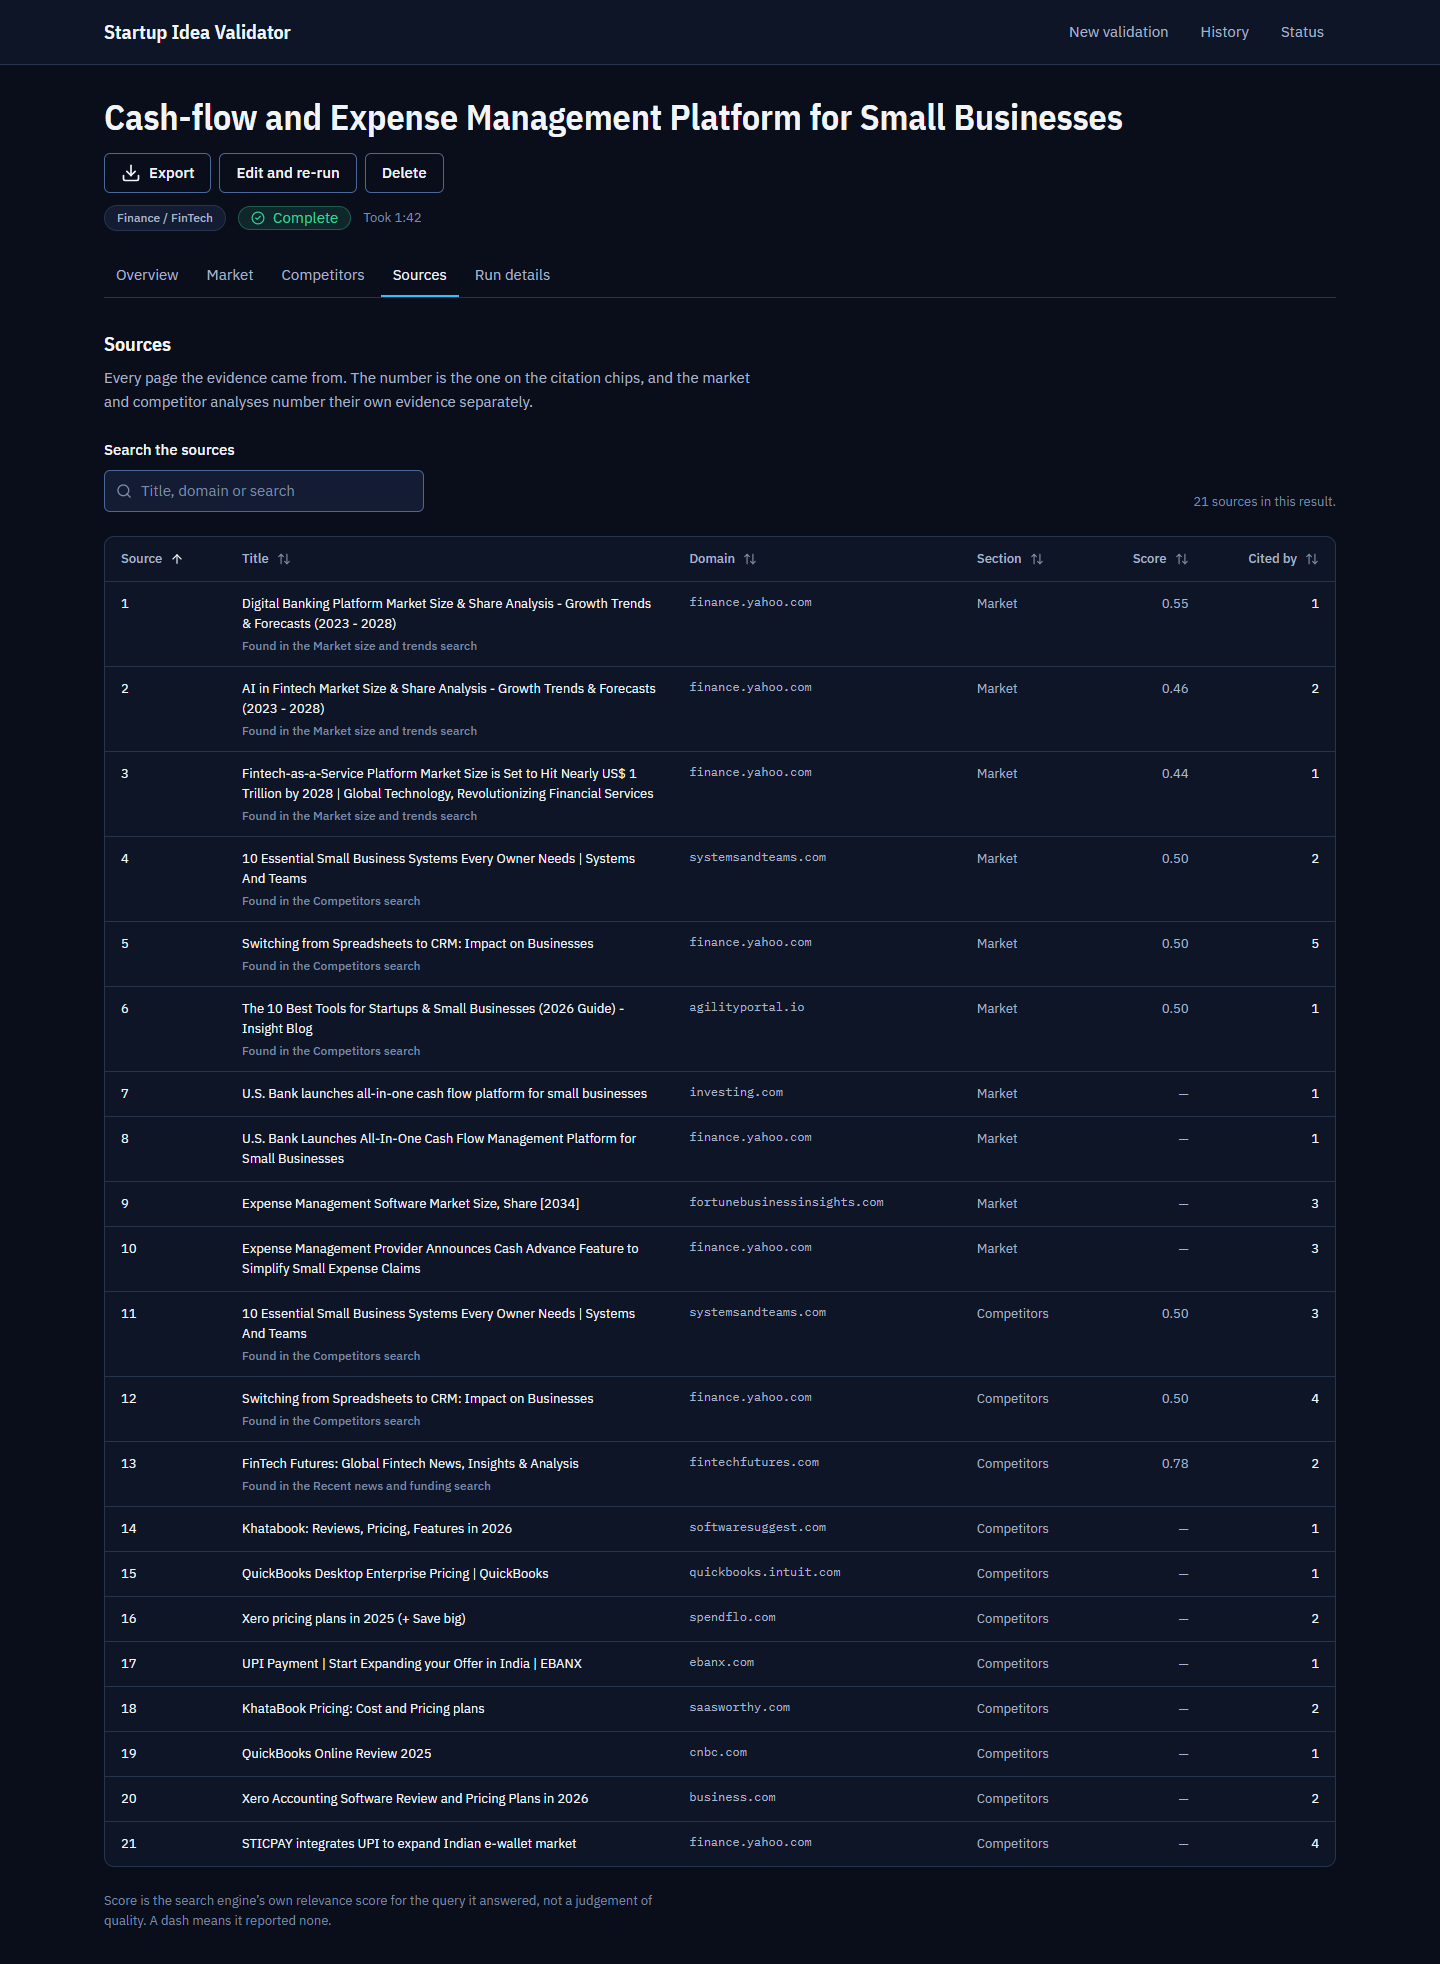 Startup Idea Validator
New validation
History
Status
Cash-flow and Expense Management Platform for Small Businesses
Export
Edit and re-run
Delete
Finance / FinTech
Complete
Took 1:42
Overview
Market
Competitors
Sources
Run details
Sources
Every page the evidence came from. The number is the one on the citation chips, and the market
and competitor analyses number their own evidence separately.
Search the sources
Title, domain or search
21 sources in this result.
Source Title Domain Section Score Cited by
1 Digital Banking Platform Market Size & Share Analysis - Growth Trends finance.yahoo.com Market 0.55 1
& Forecasts (2023 - 2028)
Found in the Market size and trends search
2 AI in Fintech Market Size & Share Analysis - Growth Trends & Forecasts finance.yahoo.com Market 0.46 2
(2023 - 2028)
Found in the Market size and trends search
3 Fintech-as-a-Service Platform Market Size is Set to Hit Nearly US$ 1 finance.yahoo.com Market 0.44 1
Trillion by 2028 | Global Technology, Revolutionizing Financial Services
Found in the Market size and trends search
4 10 Essential Small Business Systems Every Owner Needs | Systems systemsandteams.com Market 0.50 2
And Teams
Found in the Competitors search
5 Switching from Spreadsheets to CRM: Impact on Businesses finance.yahoo.com Market 0.50 5
Found in the Competitors search
6 The 10 Best Tools for Startups & Small Businesses (2026 Guide) - agilityportal.io Market 0.50 1
Insight Blog
Found in the Competitors search
7 U.S. Bank launches all-in-one cash flow platform for small businesses investing.com Market — 1
8 U.S. Bank Launches All-In-One Cash Flow Management Platform for finance.yahoo.com Market — 1
Small Businesses
9 Expense Management Software Market Size, Share [2034] fortunebusinessinsights.com Market — 3
10 Expense Management Provider Announces Cash Advance Feature to finance.yahoo.com Market — 3
Simplify Small Expense Claims
11 10 Essential Small Business Systems Every Owner Needs | Systems systemsandteams.com Competitors 0.50 3
And Teams
Found in the Competitors search
12 Switching from Spreadsheets to CRM: Impact on Businesses finance.yahoo.com Competitors 0.50 4
Found in the Competitors search
13 FinTech Futures: Global Fintech News, Insights & Analysis fintechfutures.com Competitors 0.78 2
Found in the Recent news and funding search
14 Khatabook: Reviews, Pricing, Features in 2026 softwaresuggest.com Competitors — 1
15 QuickBooks Desktop Enterprise Pricing | QuickBooks quickbooks.intuit.com Competitors — 1
16 Xero pricing plans in 2025 (+ Save big) spendflo.com Competitors — 2
17 UPI Payment | Start Expanding your Offer in India | EBANX ebanx.com Competitors — 1
18 KhataBook Pricing: Cost and Pricing plans saasworthy.com Competitors — 2
19 QuickBooks Online Review 2025 cnbc.com Competitors — 1
20 Xero Accounting Software Review and Pricing Plans in 2026 business.com Competitors — 2
21 STICPAY integrates UPI to expand Indian e-wallet market finance.yahoo.com Competitors — 4
Score is the search engine's own relevance score for the query it answered, not a judgement of
quality. A dash means it reported none.